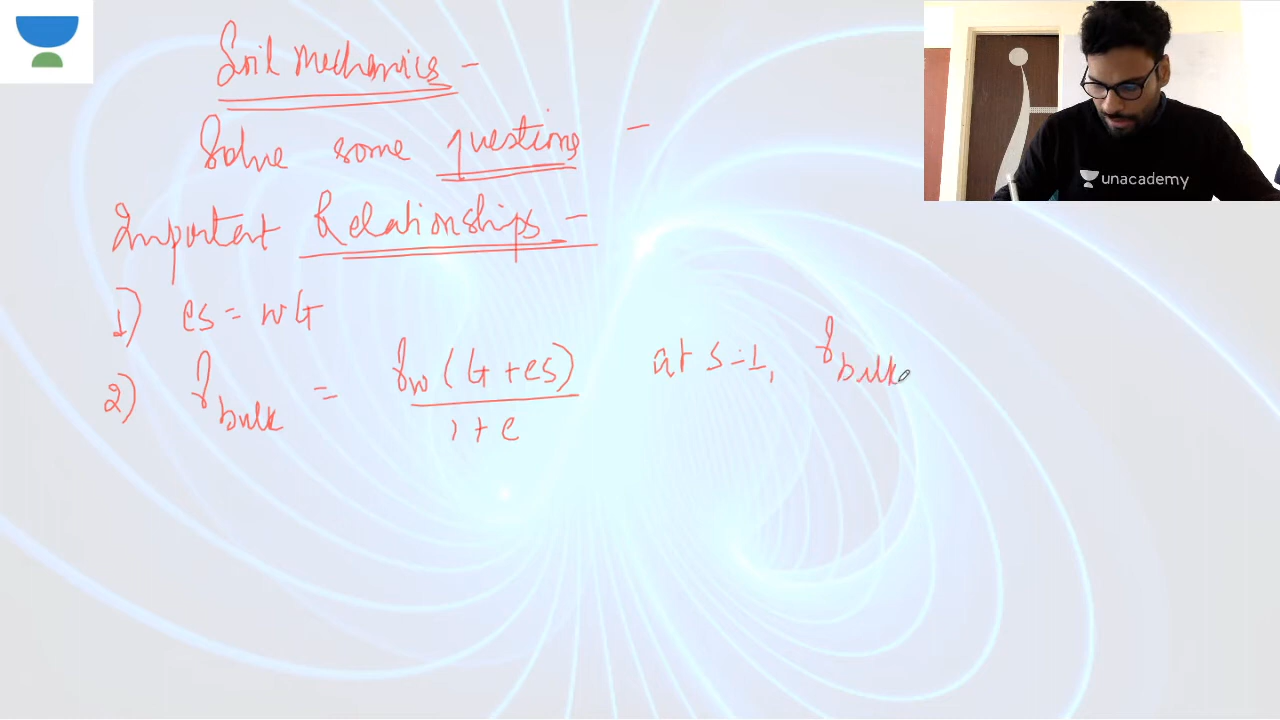 Soil Mechanics -
Solve some questions -
Important Relationships -
1) es = wG
2) γbulk = γw (G + es) / 1 + e at S = 1, γbulk
unacademy